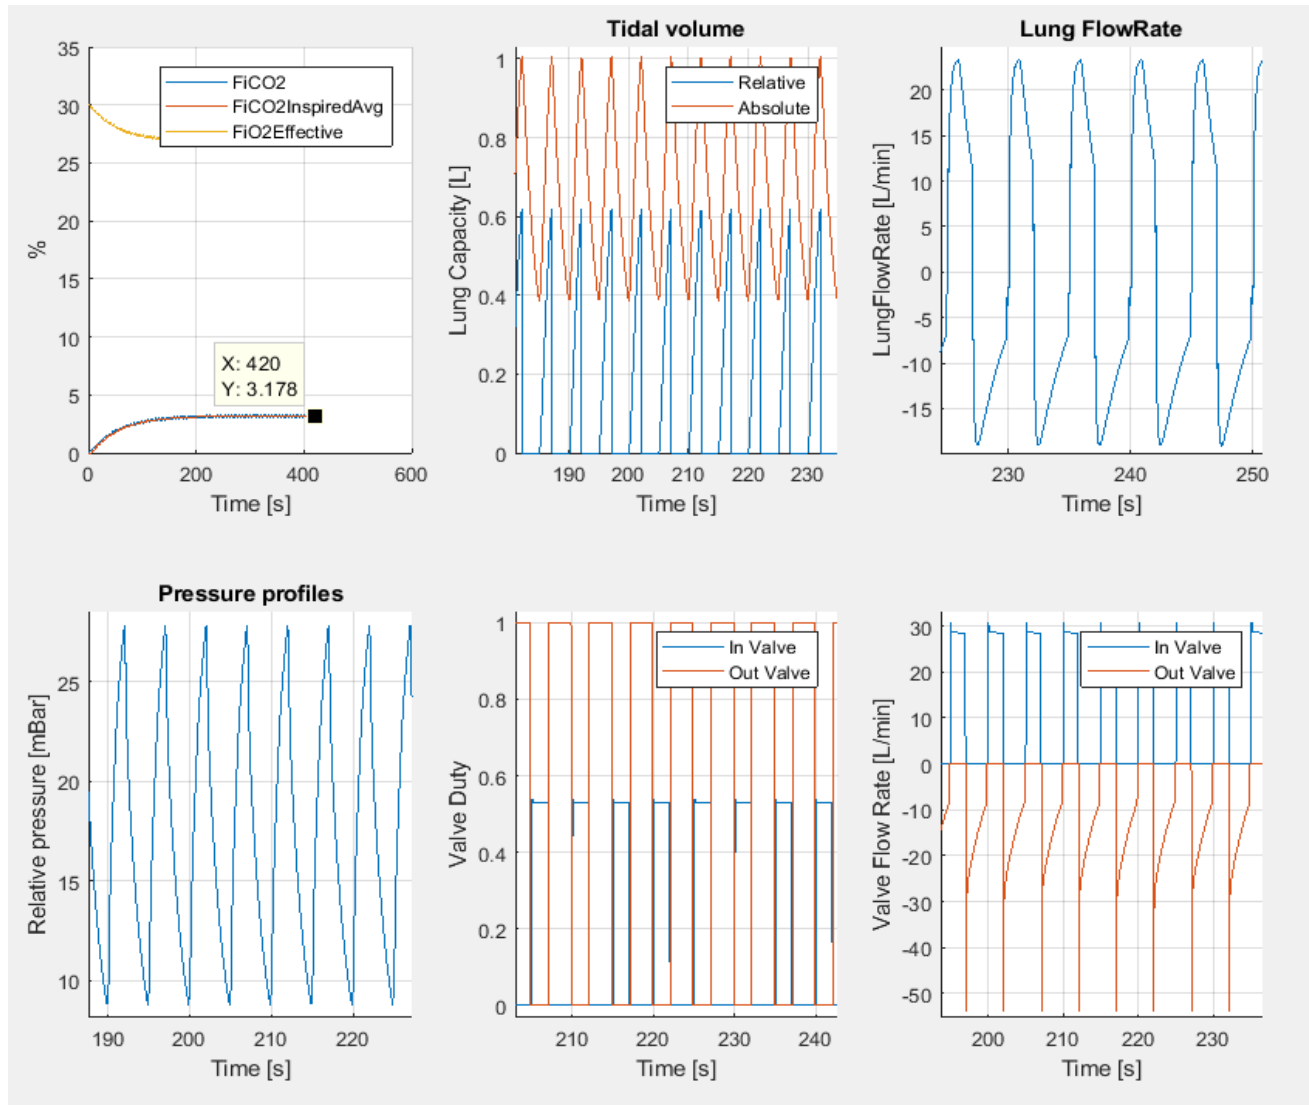 35
30
25
20
15
10
5
0
%
FiCO2
FiCO2InspiredAvg
FiO2Effective
X: 420
Y: 3.178
0 200 400 600
Time [s]
Tidal volume
1
0.8
0.6
0.4
0.2
0
Lung Capacity [L]
Relative
Absolute
190 200 210 220 230
Time [s]
Lung FlowRate
20
15
10
5
0
-5
-10
-15
LungFlowRate [L/min]
230 240 250
Time [s]
Pressure profiles
25
20
15
10
Relative pressure [mBar]
190 200 210 220
Time [s]
1
0.8
0.6
0.4
0.2
0
Valve Duty
In Valve
Out Valve
210 220 230 240
Time [s]
30
20
10
0
-10
-20
-30
-40
-50
Valve Flow Rate [L/min]
In Valve
Out Valve
200 210 220 230
Time [s]